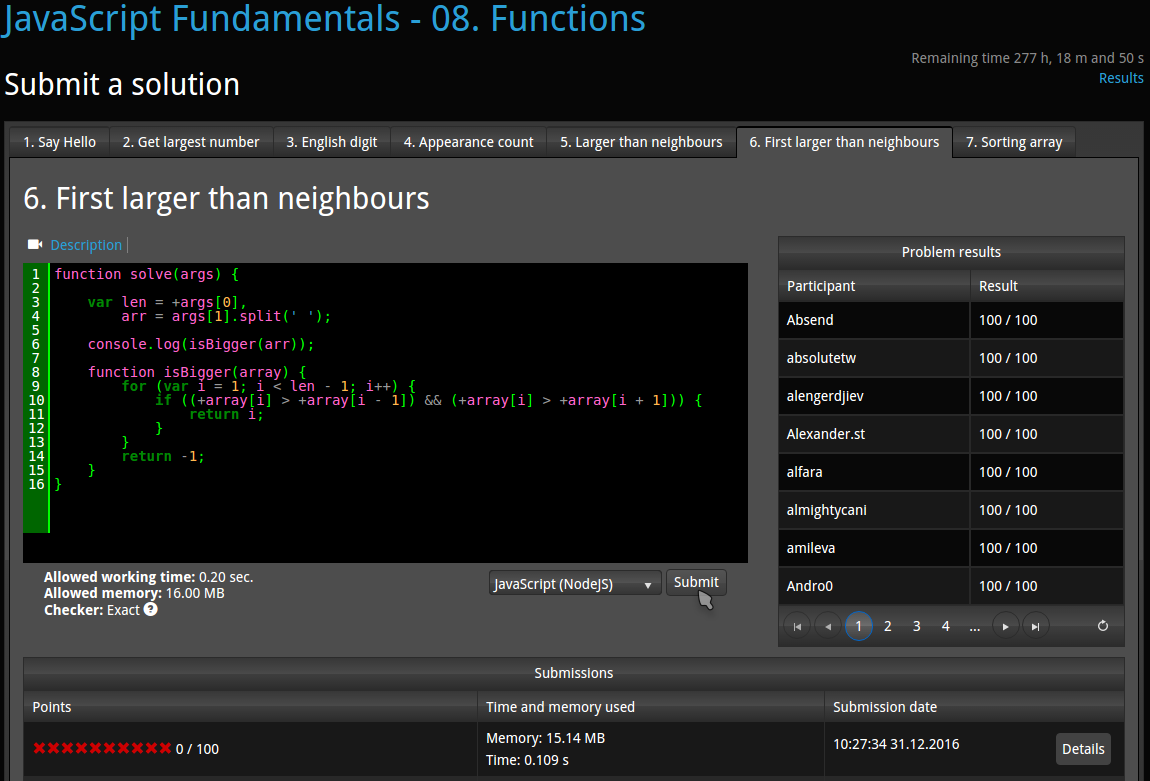 JavaScript Fundamentals - 08. Functions
Remaining time 277 h, 18 m and 50 s
Results
Submit a solution
1. Say Hello 2. Get largest number 3. English digit 4. Appearance count 5. Larger than neighbours 6. First larger than neighbours 7. Sorting array
6. First larger than neighbours
Description
1 function solve(args) {
2
3     var len = +args[0],
4         arr = args[1].split(' ');
5
6     console.log(isBigger(arr));
7
8     function isBigger(array) {
9         for (var i = 1; i < len - 1; i++) {
10             if ((+array[i] > +array[i - 1]) && (+array[i] > +array[i + 1])) {
11                 return i;
12             }
13         }
14         return -1;
15     }
16 }
Allowed working time: 0.20 sec.
Allowed memory: 16.00 MB
Checker: Exact ?
JavaScript (NodeJS) Submit
Problem results
Participant Result
Absend 100 / 100
absolutetw 100 / 100
alengerdjiev 100 / 100
Alexander.st 100 / 100
alfara 100 / 100
almightycani 100 / 100
amileva 100 / 100
Andro0 100 / 100
1 2 3 4 ...
Submissions
Points Time and memory used Submission date
0 / 100
Memory: 15.14 MB
Time: 0.109 s
10:27:34 31.12.2016
Details